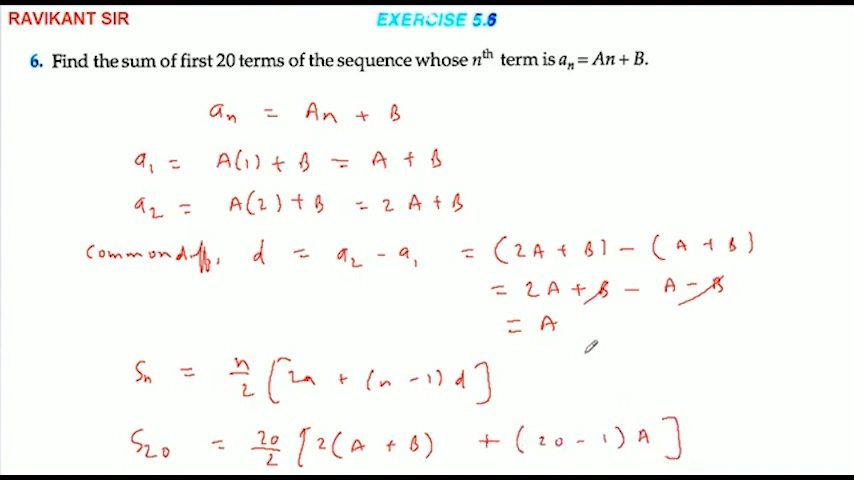 RAVIKANT SIR
EXERCISE 5.6
6. Find the sum of first 20 terms of the sequence whose nᵗʰ term is aₙ = An + B.
aₙ = An + B
a₁ = A(1) + B = A + B
a₂ = A(2) + B = 2A + B
Common diff, d = a₂ - a₁ = (2A + B) - (A + B)
= 2A + B - A - B
= A
Sₙ = n/2 [2a + (n - 1) d]
S₂₀ = 20/2 [2(A + B) + (20 - 1) A]